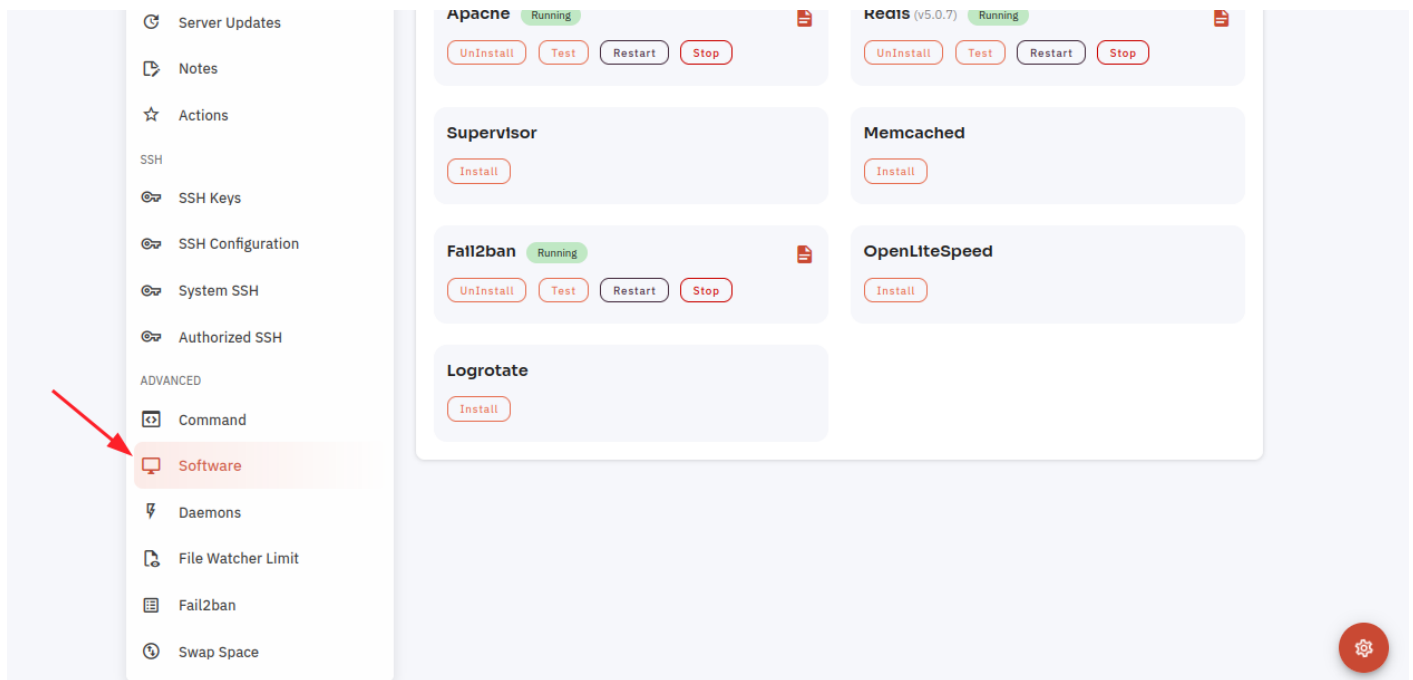 Server Updates
Notes
Actions
SSH
SSH Keys
SSH Configuration
System SSH
Authorized SSH
ADVANCED
Command
Software
Daemons
File Watcher Limit
Fail2ban
Swap Space
Apache Running
UnInstall Test Restart Stop
Redis (v5.0.7) Running
UnInstall Test Restart Stop
Supervisor
Install
Memcached
Install
Fail2ban Running
UnInstall Test Restart Stop
OpenLiteSpeed
Install
Logrotate
Install